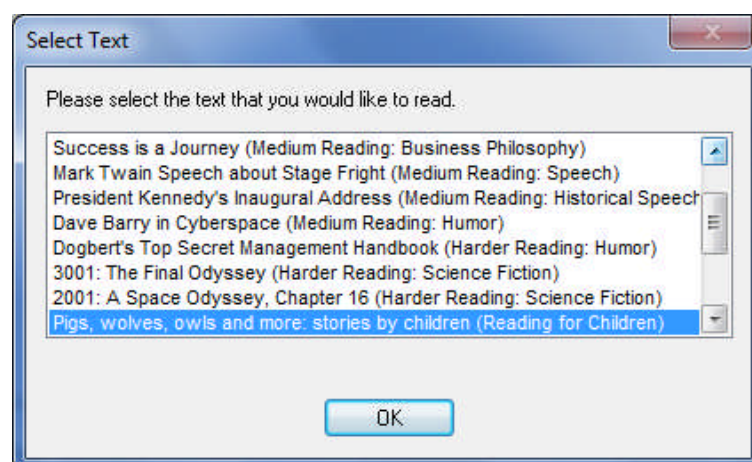 Select Text
Please select the text that you would like to read.
Success is a Journey (Medium Reading: Business Philosophy)
Mark Twain Speech about Stage Fright (Medium Reading: Speech)
President Kennedy's Inaugural Address (Medium Reading: Historical Speech
Dave Barry in Cyberspace (Medium Reading: Humor)
Dogbert's Top Secret Management Handbook (Harder Reading: Humor)
3001: The Final Odyssey (Harder Reading: Science Fiction)
2001: A Space Odyssey, Chapter 16 (Harder Reading: Science Fiction)
Pigs, wolves, owls and more: stories by children (Reading for Children)
OK